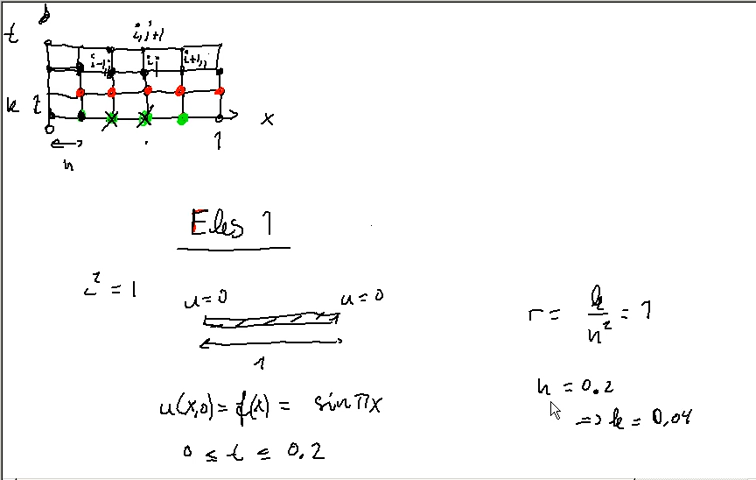 t
i,j+1
i-1,j
i,j
i+1,j
k
x
0
1
h
Eks 1
c² = 1
u=0
u=0
1
r = k/h² = 1
h = 0.2
⇒ k = 0,04
u(x,0) = f(x) = sin πx
0 ≤ t ≤ 0.2